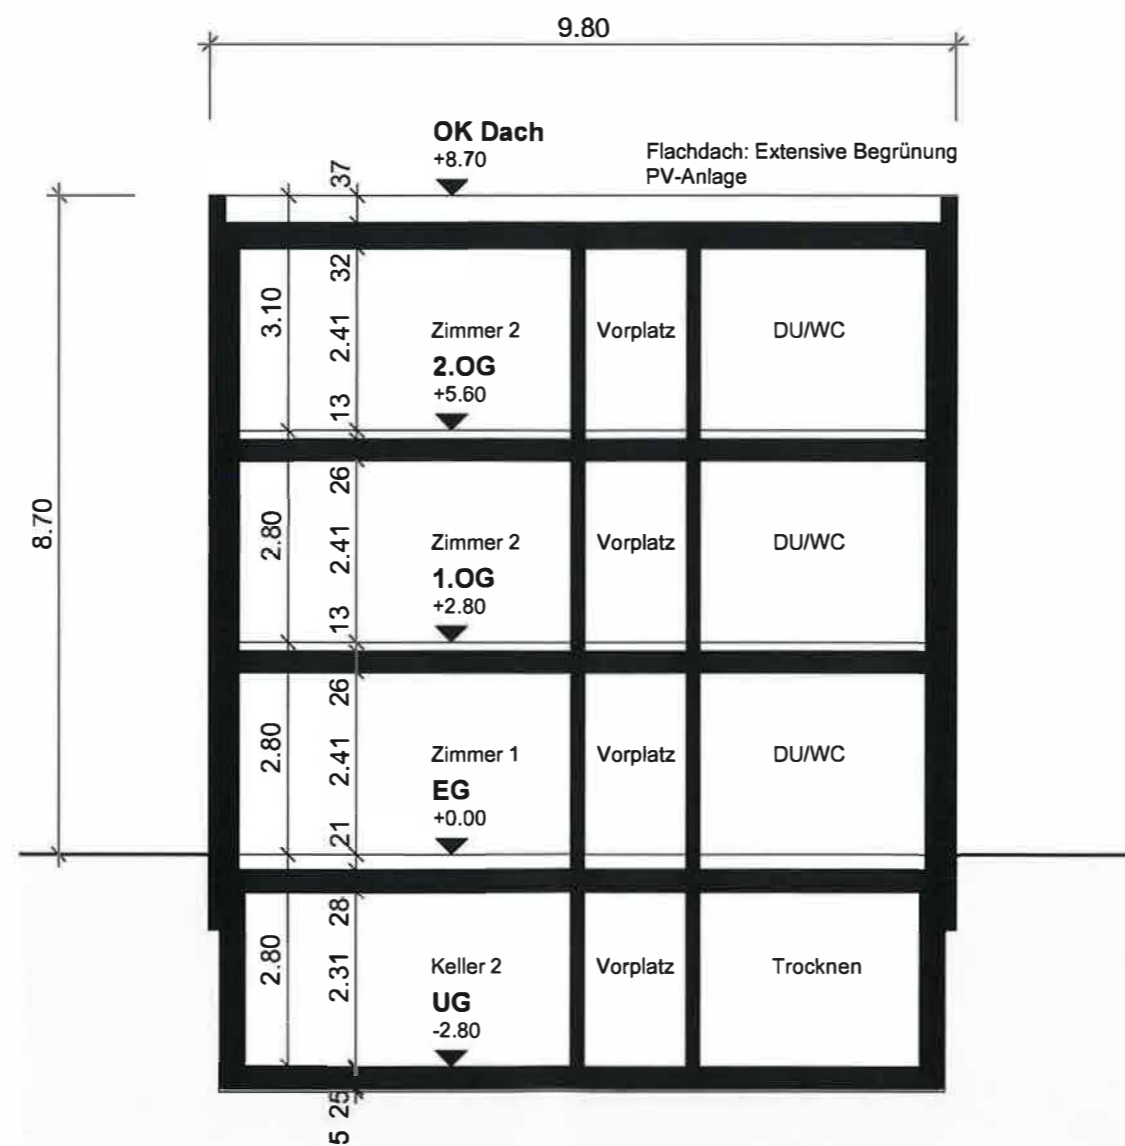 9.80
OK Dach
+8.70
Flachdach: Extensive Begrünung
PV-Anlage
37
3.10
32
2.41
13
Zimmer 2
2.OG
+5.60
Vorplatz
DU/WC
8.70
2.80
26
2.41
13
Zimmer 2
1.OG
+2.80
Vorplatz
DU/WC
2.80
26
2.41
21
Zimmer 1
EG
+0.00
Vorplatz
DU/WC
2.80
28
2.31
Keller 2
UG
-2.80
Vorplatz
Trocknen
25
5